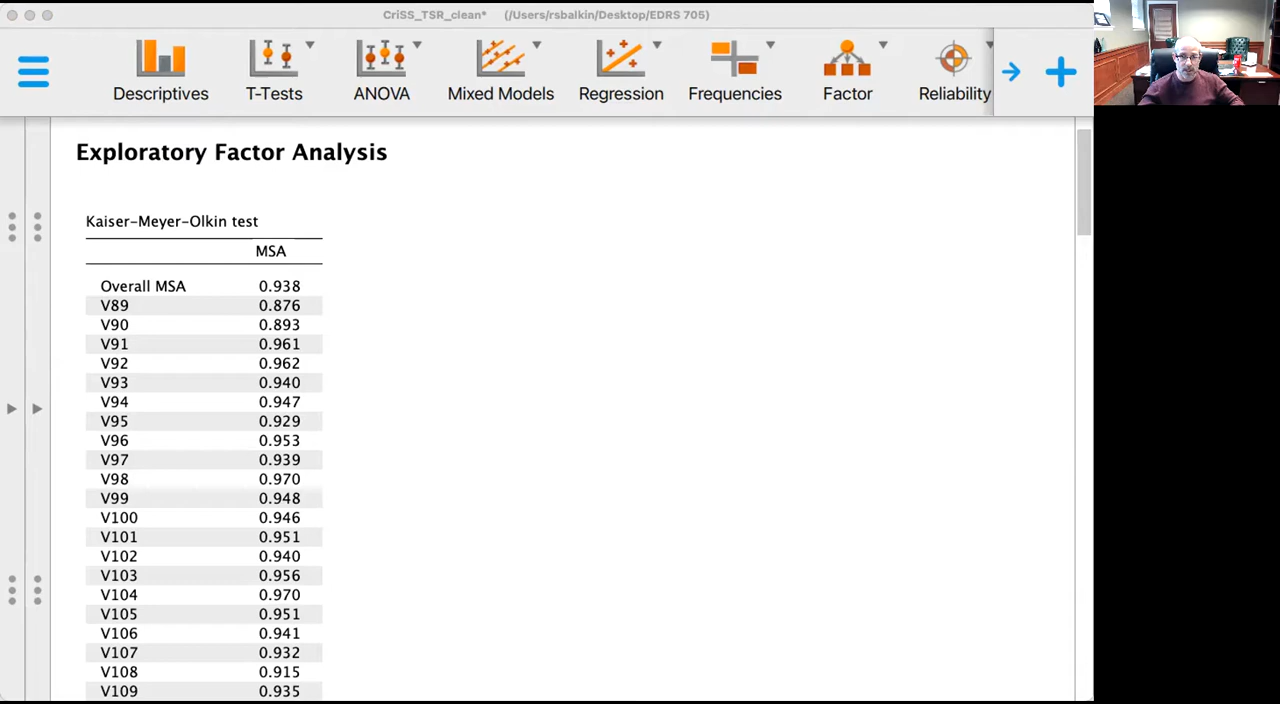 CriSS_TSR_clean* (/Users/rsbalkin/Desktop/EDRS 705)
Descriptives T-Tests ANOVA Mixed Models Regression Frequencies Factor Reliability
Exploratory Factor Analysis
Kaiser-Meyer-Olkin test
MSA
Overall MSA 0.938
V89 0.876
V90 0.893
V91 0.961
V92 0.962
V93 0.940
V94 0.947
V95 0.929
V96 0.953
V97 0.939
V98 0.970
V99 0.948
V100 0.946
V101 0.951
V102 0.940
V103 0.956
V104 0.970
V105 0.951
V106 0.941
V107 0.932
V108 0.915
V109 0.935